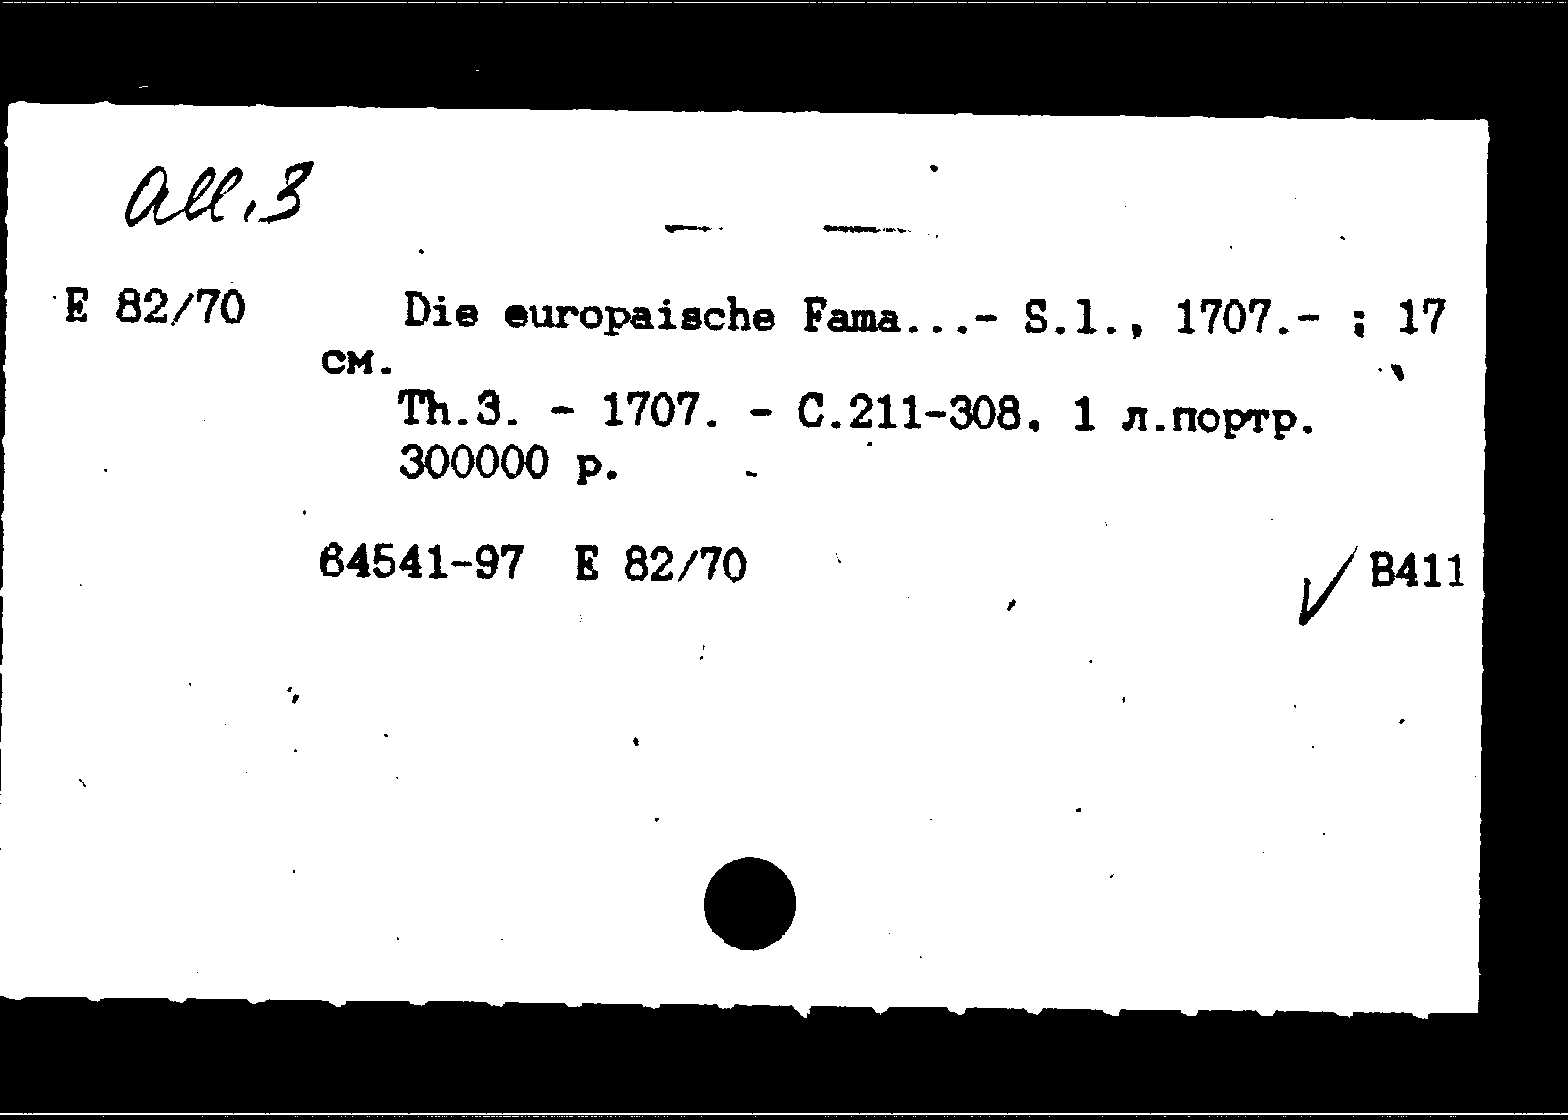 all.3
E 82/70 Die europaische Fama...- S.l., 1707.- ; 17
см.
Th.3. - 1707. - С.211-308, 1 л.портр.
300000 р.
64541-97 E 82/70 B411